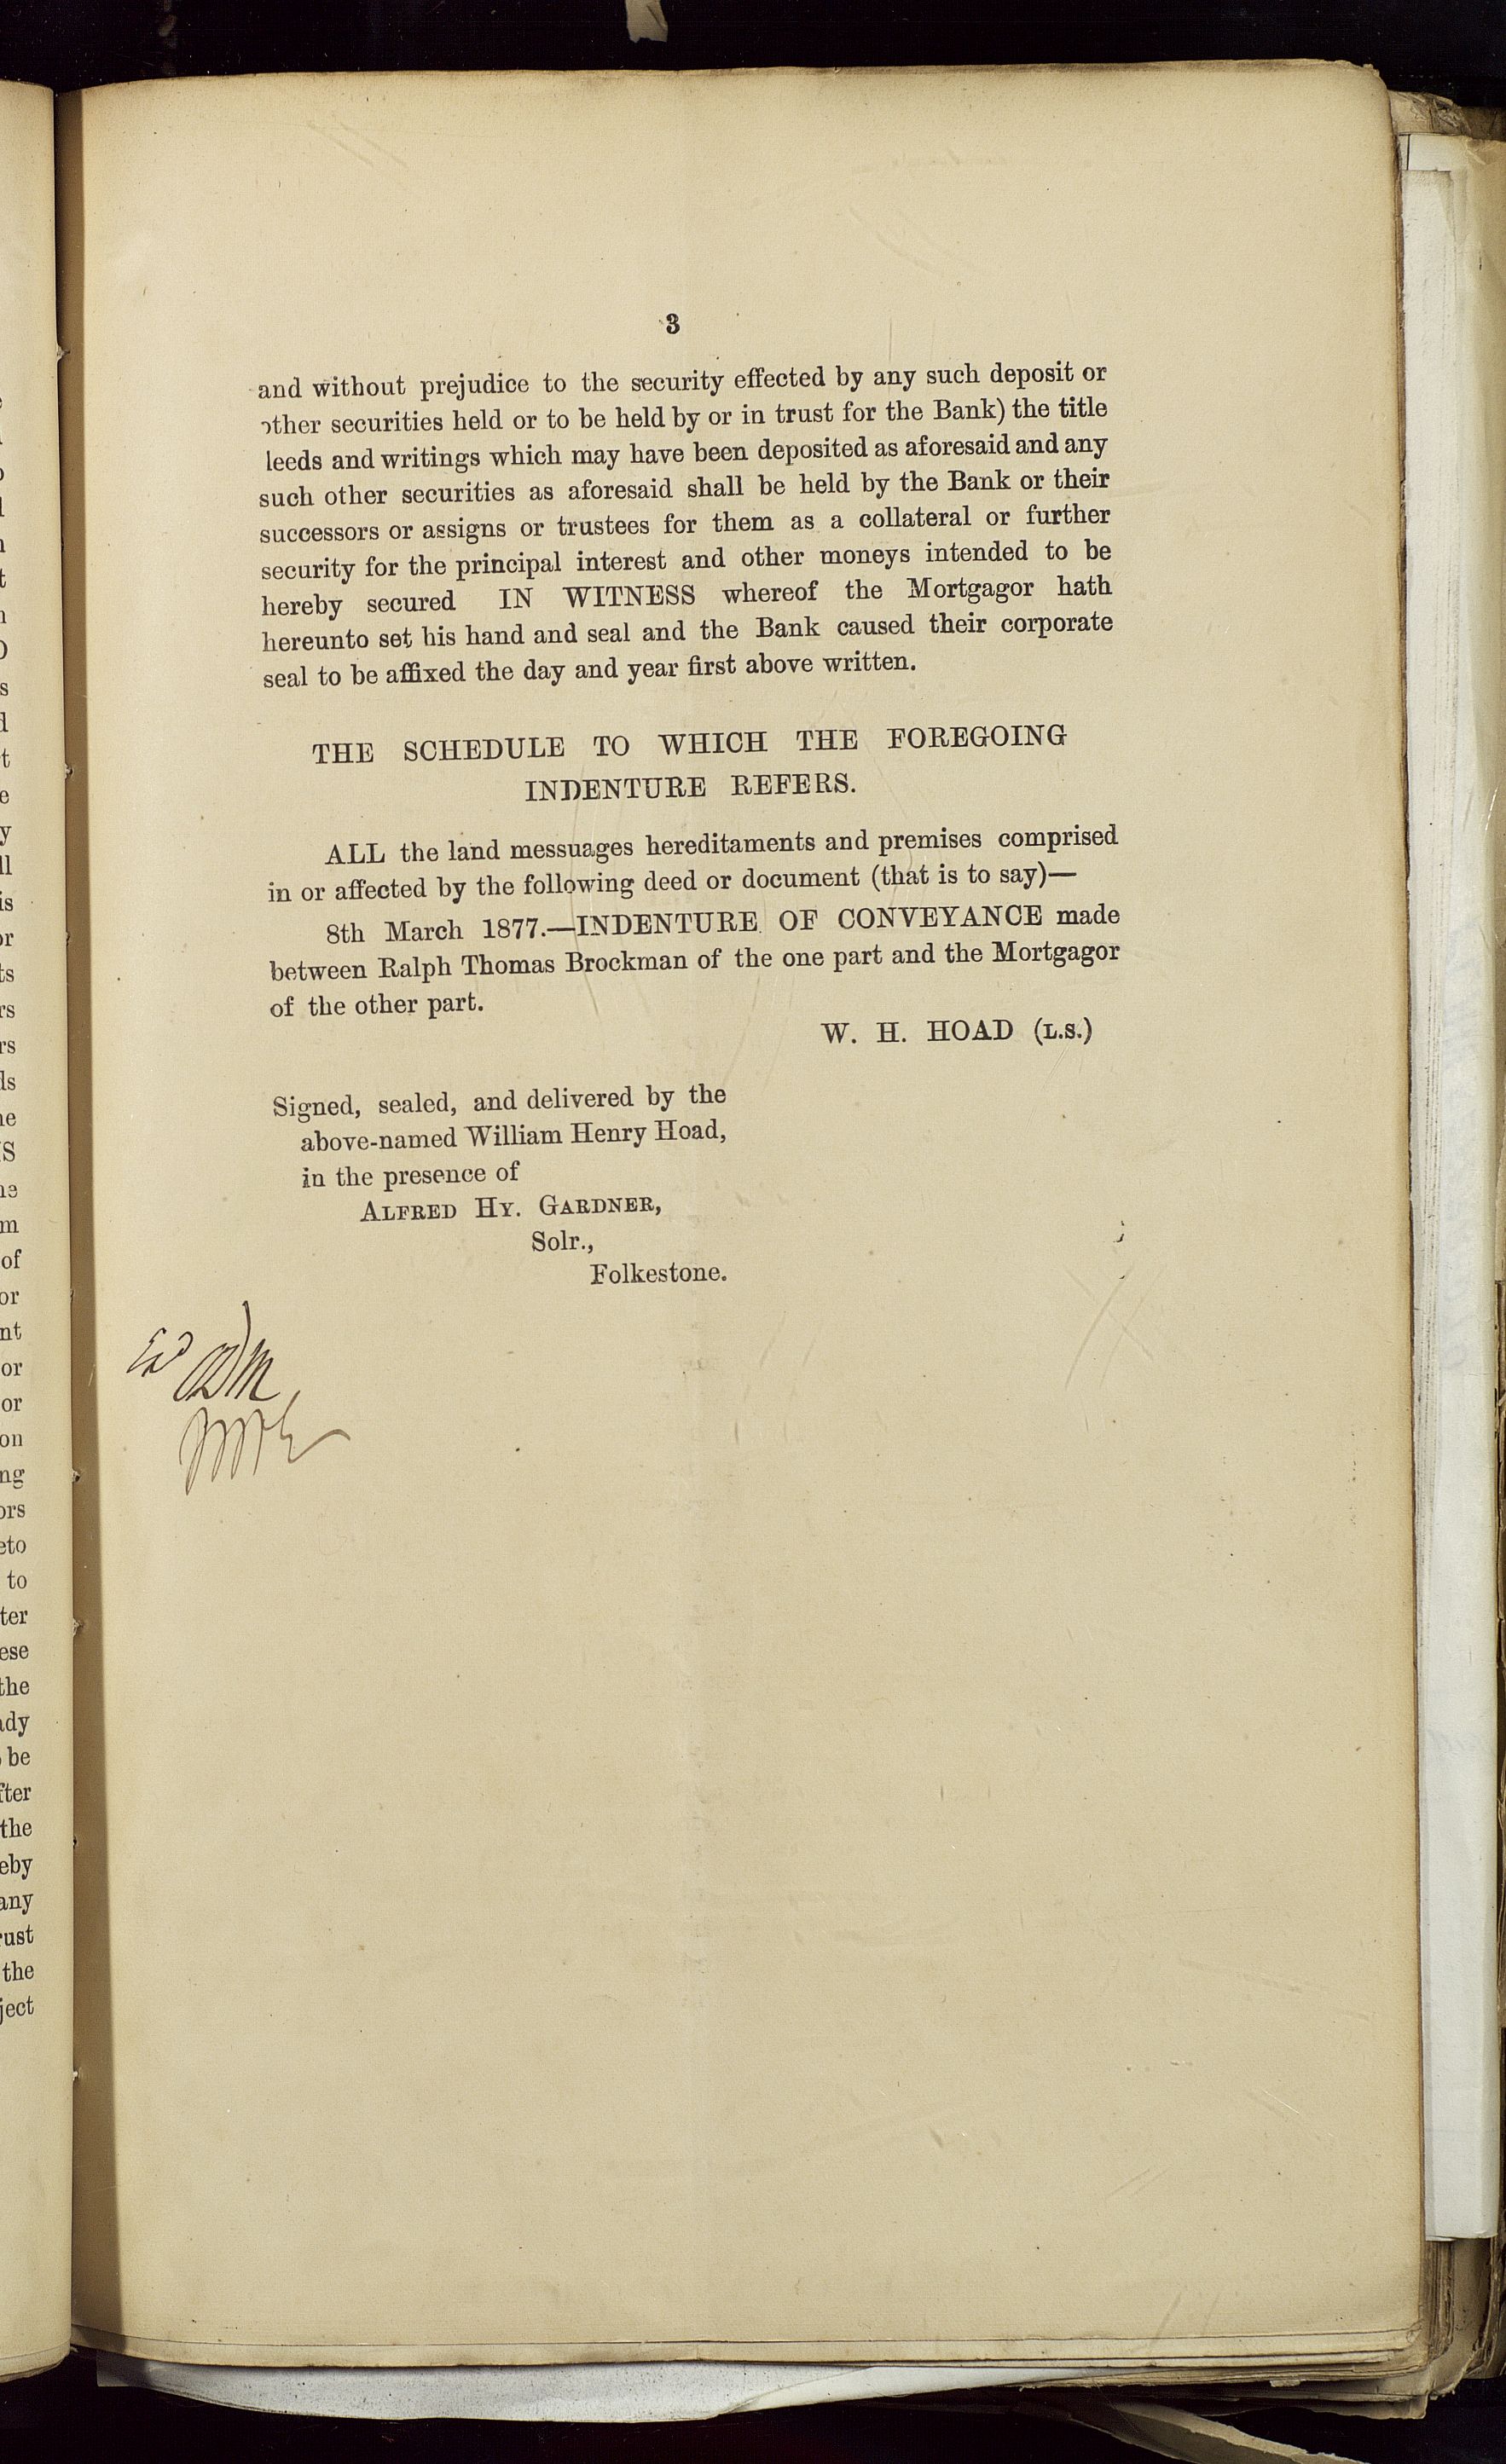 3
and without prejudice to the security effected by any such deposit or
other securities held or to be held by or in trust for the Bank) the title
leeds and writings which may have been deposited as aforesaid and any
such other securities as aforesaid shall be held by the Bank or their
successors or assigns or trustees for them as a collateral or further
security for the principal interest and other moneys intended to be
hereby secured IN WITNESS whereof the Mortgagor hath
hereunto set his hand and seal and the Bank caused their corporate
seal to be affixed the day and year first above written.
THE SCHEDULE TO WHICH THE FOREGOING
INDENTURE REFERS.
ALL the land messuages hereditaments and premises comprised
in or affected by the following deed or document (that is to say)—
8th March 1877.—INDENTURE OF CONVEYANCE made
between Ralph Thomas Brockman of the one part and the Mortgagor
of the other part.
W. H. HOAD (L.S.)
Signed, sealed, and delivered by the
above-named William Henry Hoad,
in the presence of
ALFRED HY. GARDNER,
Solr.,
Folkestone.